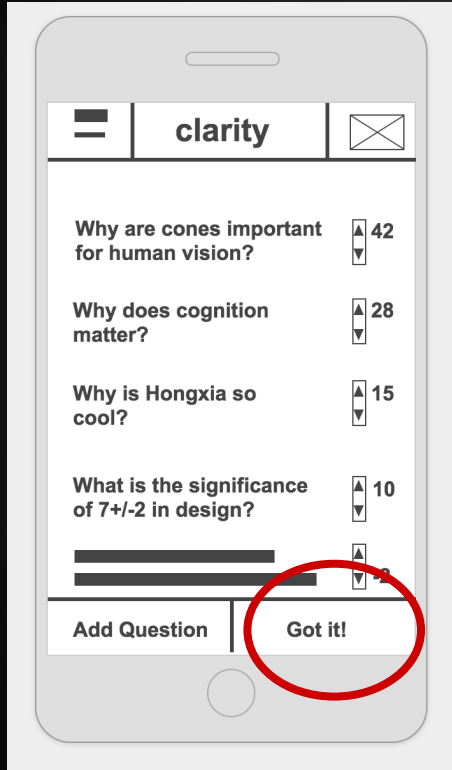 clarity
Why are cones important
for human vision?
42
Why does cognition
matter?
28
Why is Hongxia so
cool?
15
What is the significance
of 7+/-2 in design?
10
-2
Add Question
Got it!